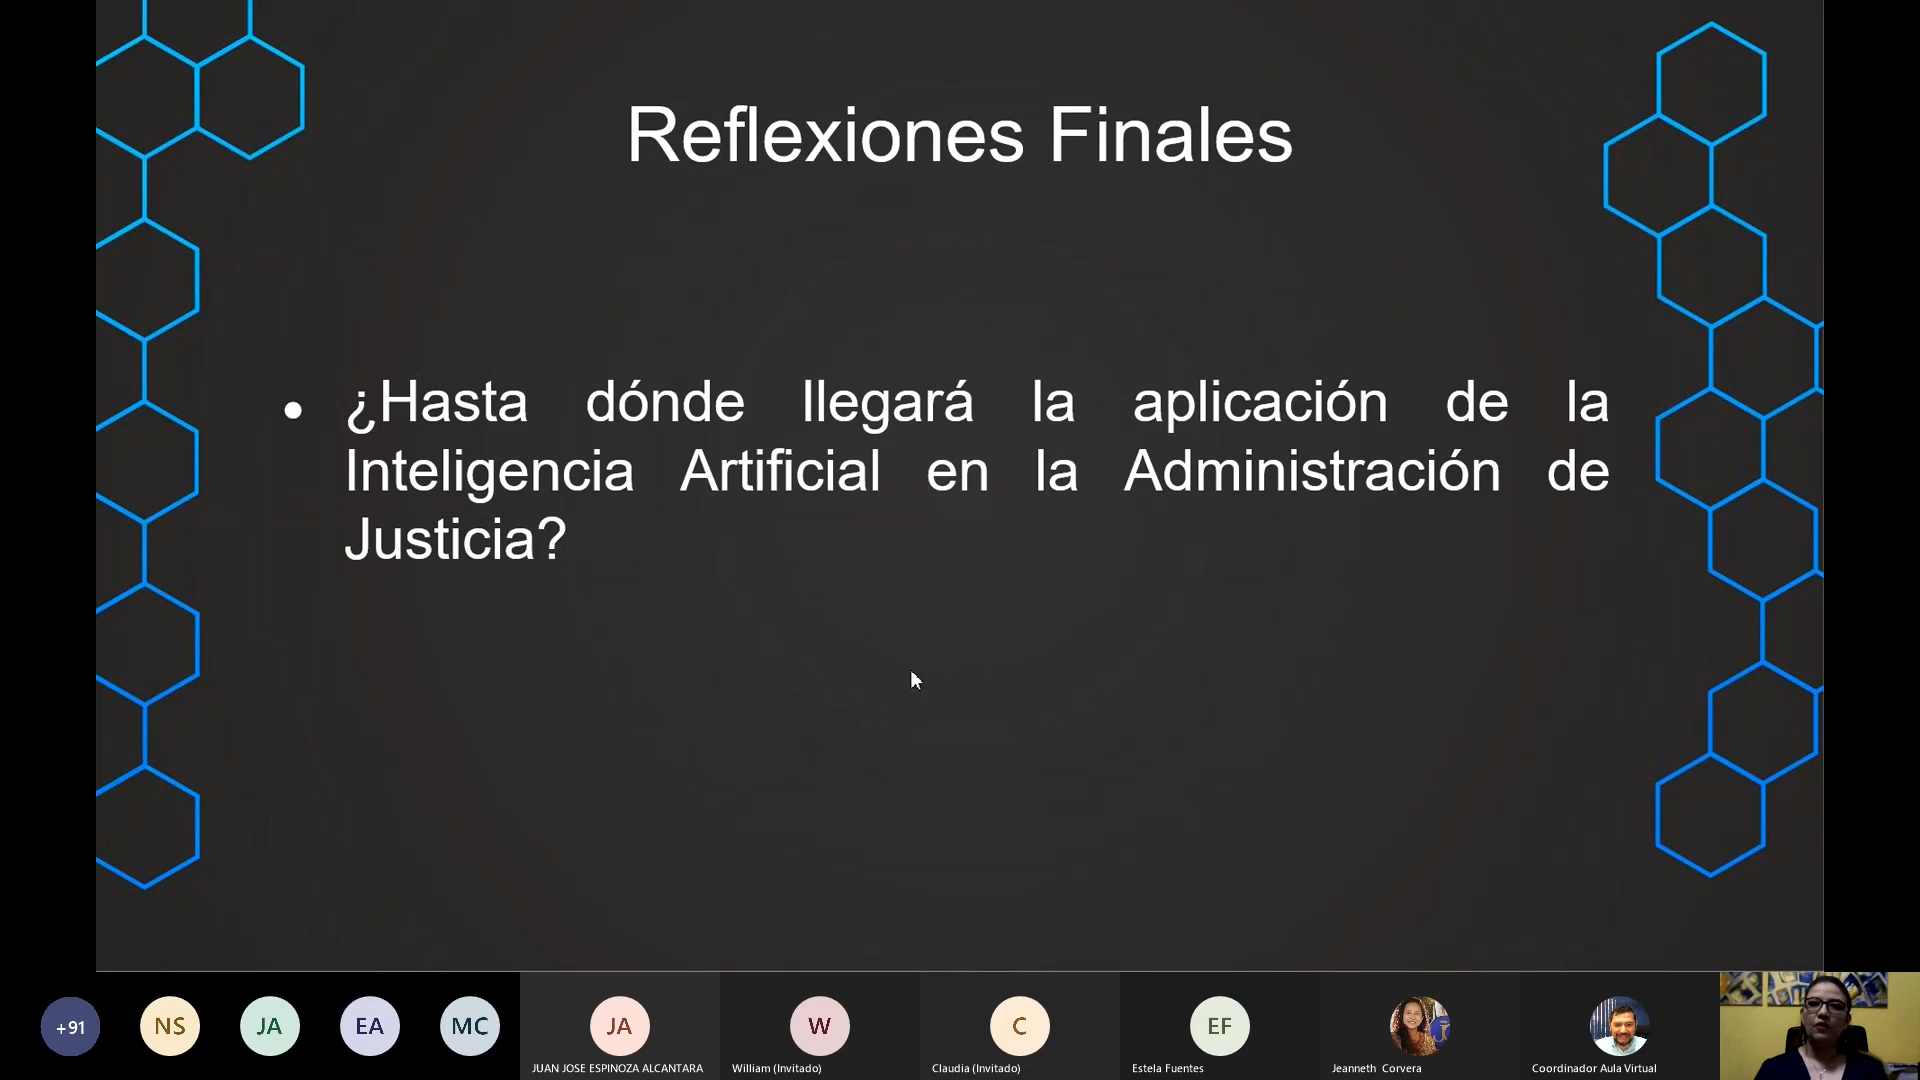 Reflexiones Finales
● ¿Hasta dónde llegará la aplicación de la
Inteligencia Artificial en la Administración de
Justicia?
+91
NS
JA
EA
MC
JA
W
C
EF
JUAN JOSE ESPINOZA ALCANTARA
William (Invitado)
Claudia (Invitado)
Estela Fuentes
Jeanneth Corvera
Coordinador Aula Virtual